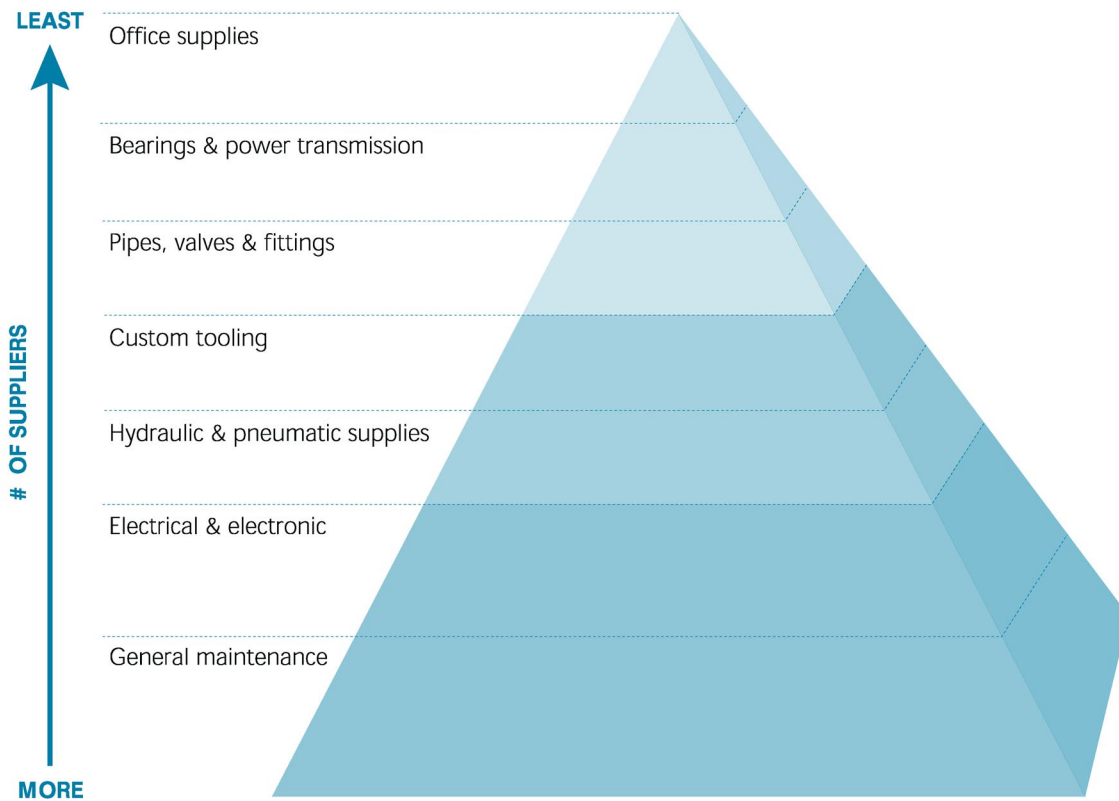 LEAST
Office supplies
Bearings & power transmission
Pipes, valves & fittings
Custom tooling
# OF SUPPLIERS
Hydraulic & pneumatic supplies
Electrical & electronic
General maintenance
MORE